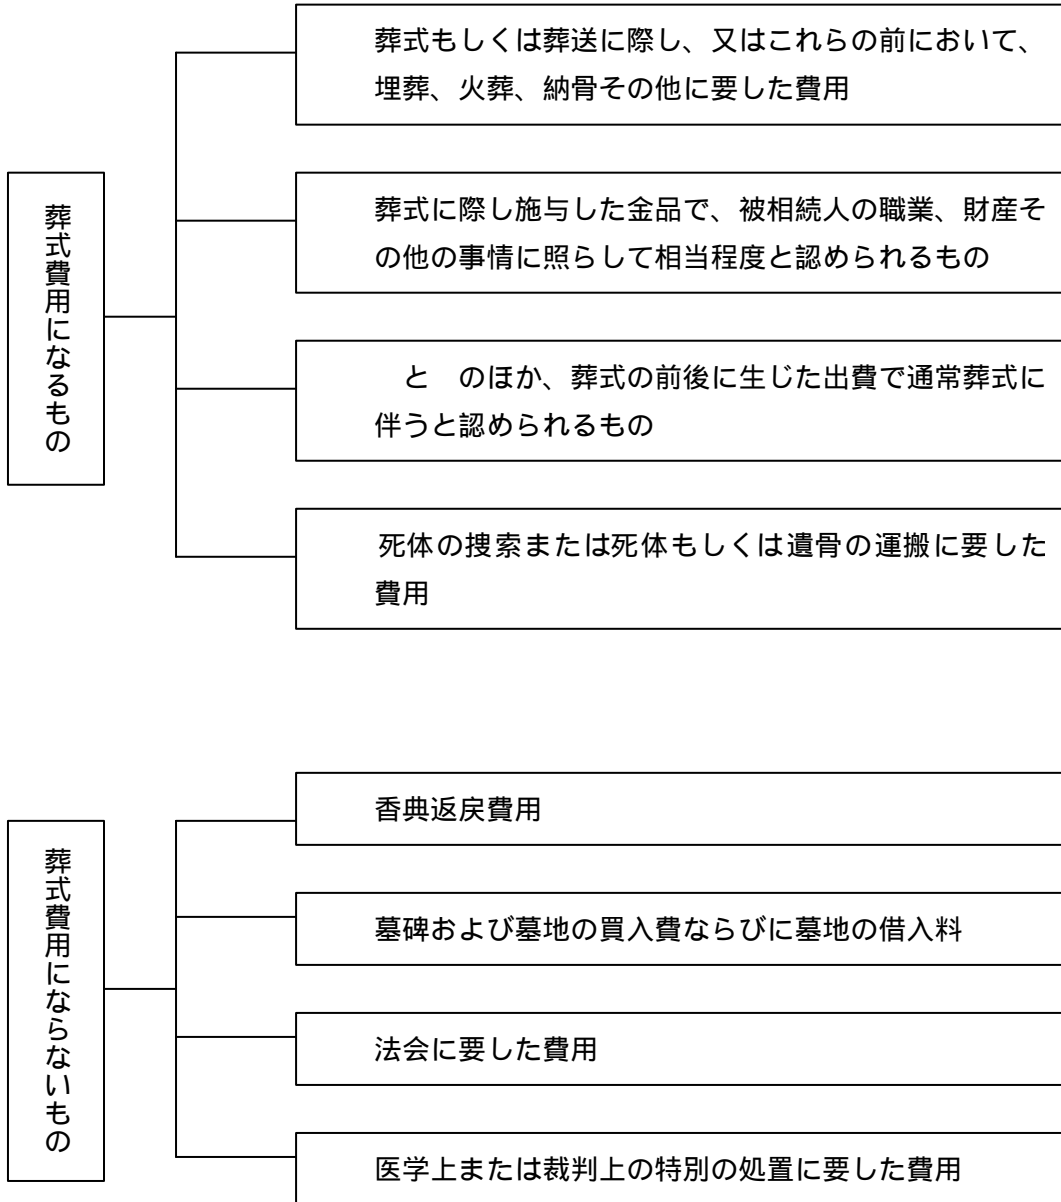 葬式費用になるもの
葬式もしくは葬送に際し、又はこれらの前において、
埋葬、火葬、納骨その他に要した費用
葬式に際し施与した金品で、被相続人の職業、財産そ
の他の事情に照らして相当程度と認められるもの
と　のほか、葬式の前後に生じた出費で通常葬式に
伴うと認められるもの
死体の捜索または死体もしくは遺骨の運搬に要した
費用
葬式費用にならないもの
香典返戻費用
墓碑および墓地の買入費ならびに墓地の借入料
法会に要した費用
医学上または裁判上の特別の処置に要した費用